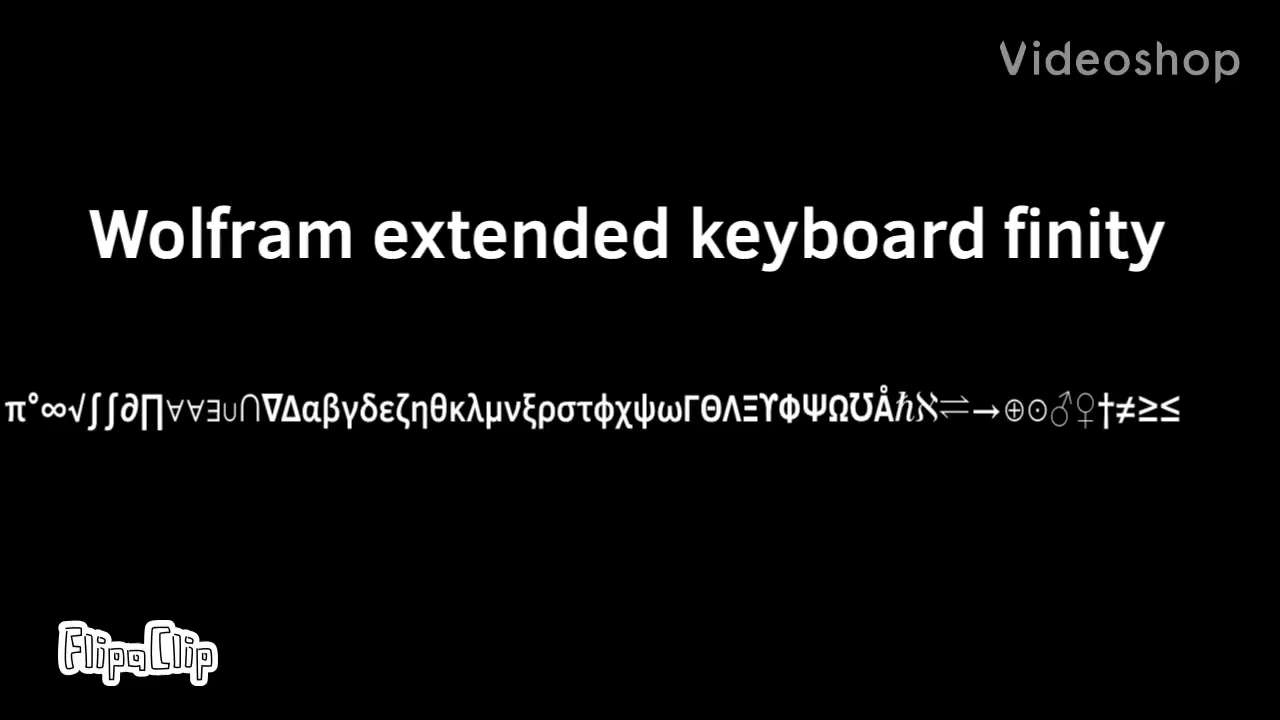 Videoshop
Wolfram extended keyboard finity
π°∞√∫∫∂∏∀∀∃∪∩∇ΔαβγδεζηθκλμνξρστϕχψωΓΘΛΞϒΦΨΩ℧Åℏℵ⇌→⊕⊙♂♀†≠≥≤
FlipaClip